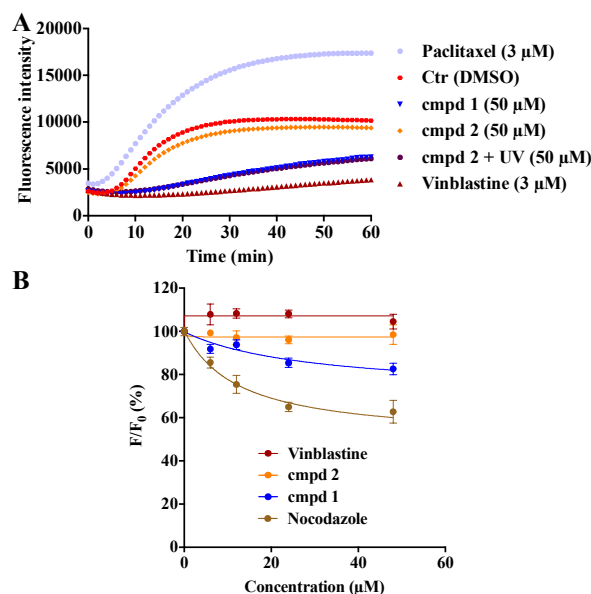 A
Fluorescence intensity
20000
15000
10000
5000
0
0
10
20
30
40
50
60
Time (min)
Paclitaxel (3 µM)
Ctr (DMSO)
cmpd 1 (50 µM)
cmpd 2 (50 µM)
cmpd 2 + UV (50 µM)
Vinblastine (3 µM)
B
F/F₀ (%)
120
100
80
60
40
20
0
0
20
40
60
Concentration (µM)
Vinblastine
cmpd 2
cmpd 1
Nocodazole